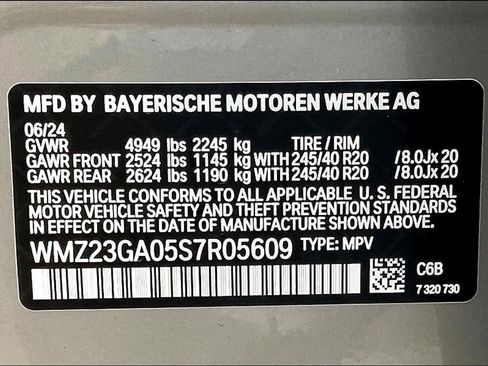 MFD BY BAYERISCHE MOTOREN WERKE AG
06/24
GVWR 4949 lbs 2245 kg TIRE / RIM
GAWR FRONT 2524 lbs 1145 kg WITH 245/40 R20 /8.0Jx 20
GAWR REAR 2624 lbs 1190 kg WITH 245/40 R20 /8.0Jx 20
THIS VEHICLE CONFORMS TO ALL APPLICABLE U.S. FEDERAL
MOTOR VEHICLE SAFETY AND THEFT PREVENTION STANDARDS
IN EFFECT ON THE DATE OF MANUFACTURE SHOWN ABOVE.
WMZ23GA05S7R05609 TYPE: MPV
C6B
7 320 730